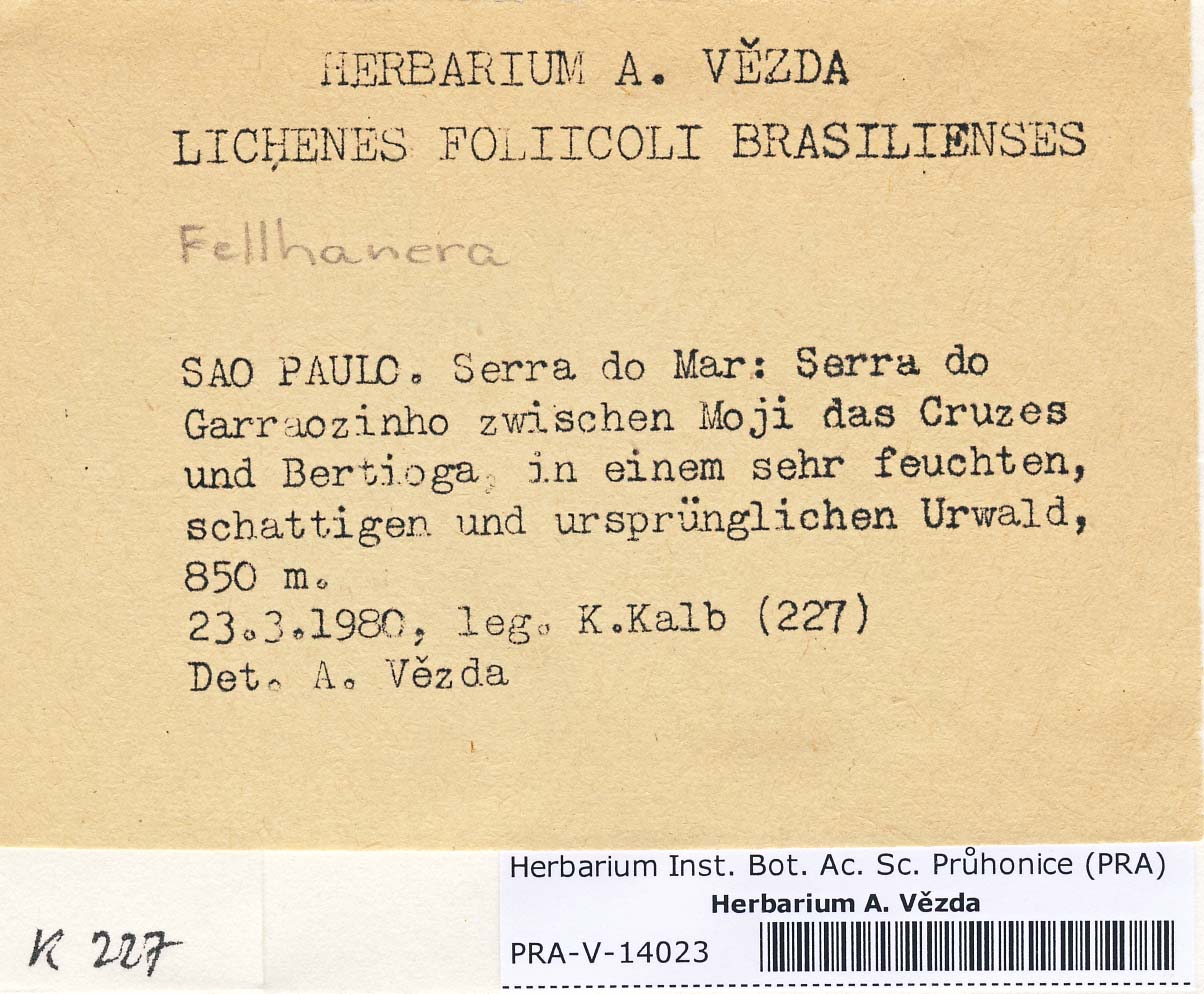 HERBARIUM A. VĚZDA
LICHENES FOLIICOLI BRASILIENSES
Fellhanera
SAO PAULO. Serra do Mar: Serra do
Garraozinho zwischen Moji das Cruzes
und Bertioga, in einem sehr feuchten,
schattigen und ursprünglichen Urwald,
850 m.
23.3.1980, leg. K.Kalb (227)
Det. A. Vězda
Herbarium Inst. Bot. Ac. Sc. Průhonice (PRA)
Herbarium A. Vězda
PRA-V-14023
K 227